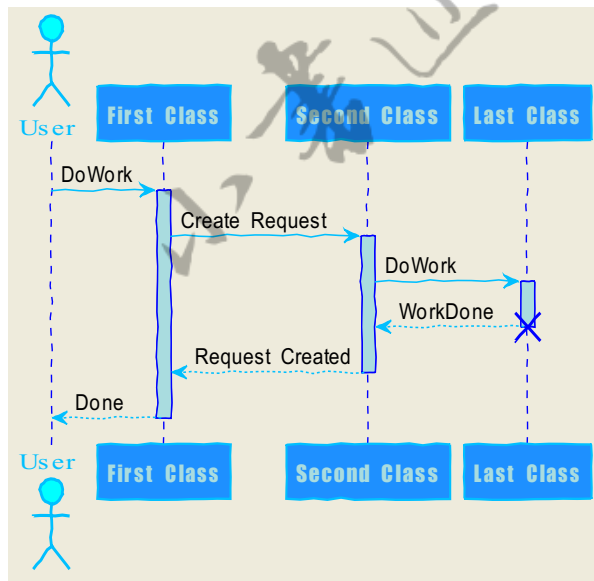 User
First Class
Second Class
Last Class
DoWork
Create Request
DoWork
WorkDone
Request Created
Done
User
First Class
Second Class
Last Class